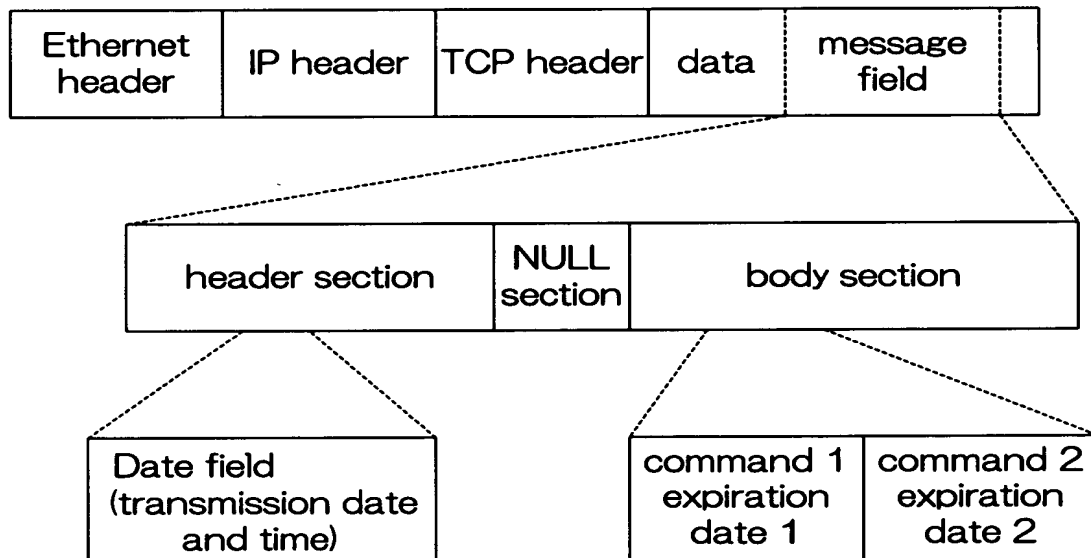 Ethernet header
IP header
TCP header
data
message field
header section
NULL section
body section
Date field
(transmission date
and time)
command 1
expiration
date 1
command 2
expiration
date 2